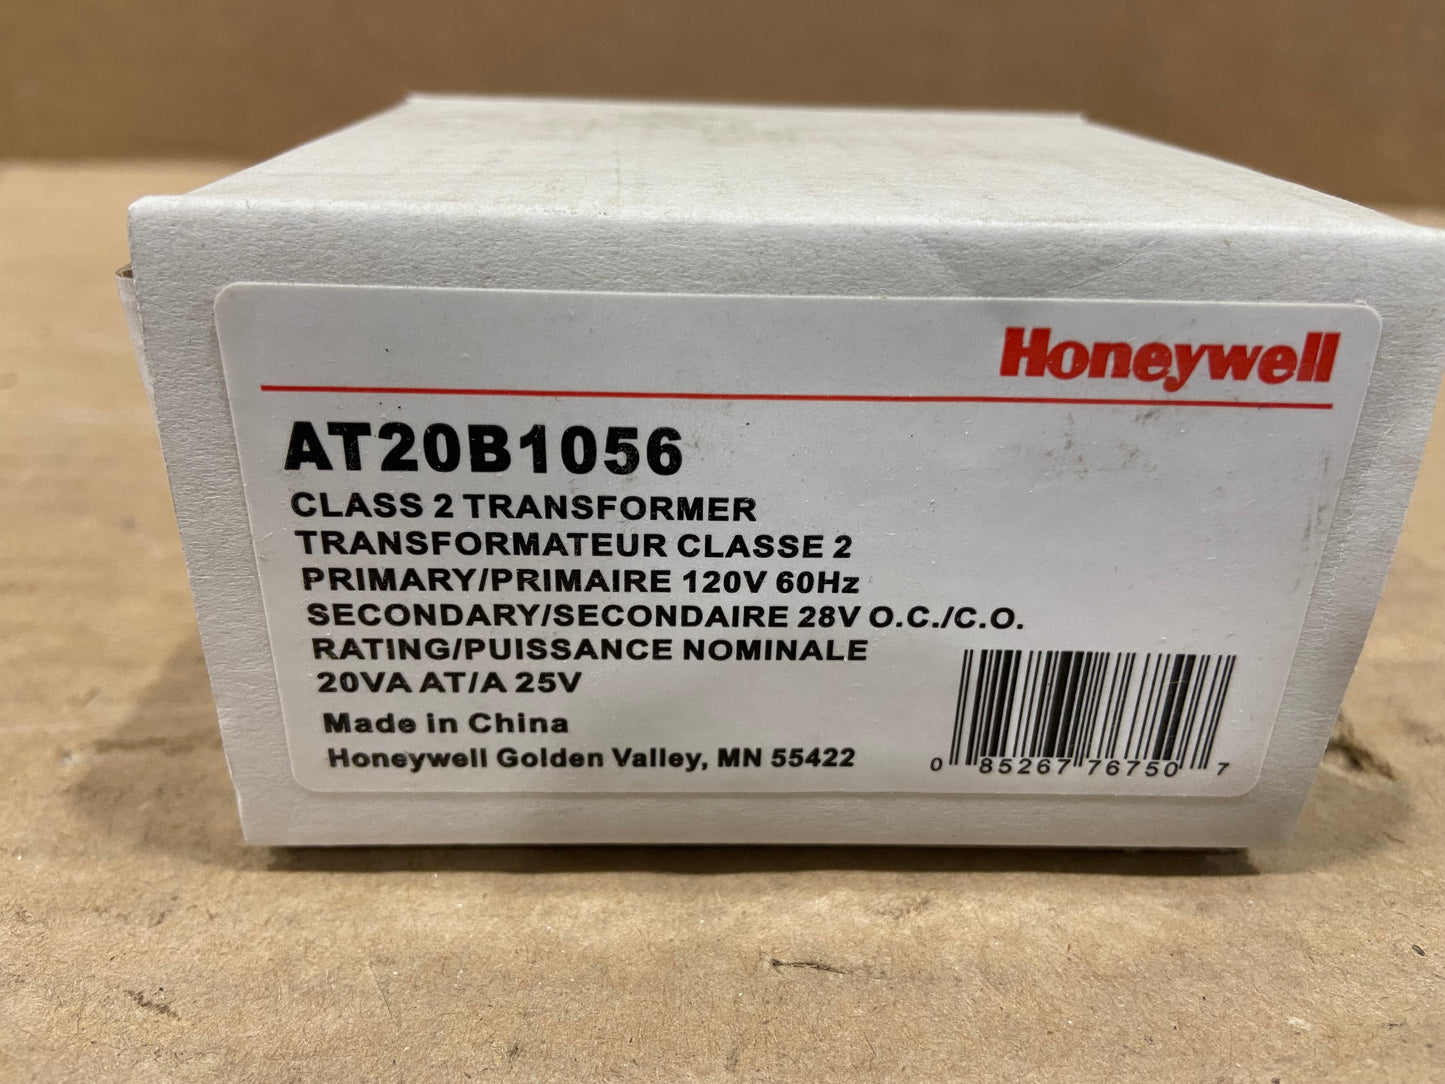 Honeywell
AT20B1056
CLASS 2 TRANSFORMER
TRANSFORMATEUR CLASSE 2
PRIMARY/PRIMAIRE 120V 60Hz
SECONDARY/SECONDAIRE 28V O.C./C.O.
RATING/PUISSANCE NOMINALE
20VA AT/A 25V
Made in China
Honeywell Golden Valley, MN 55422
0 85267 76750 7